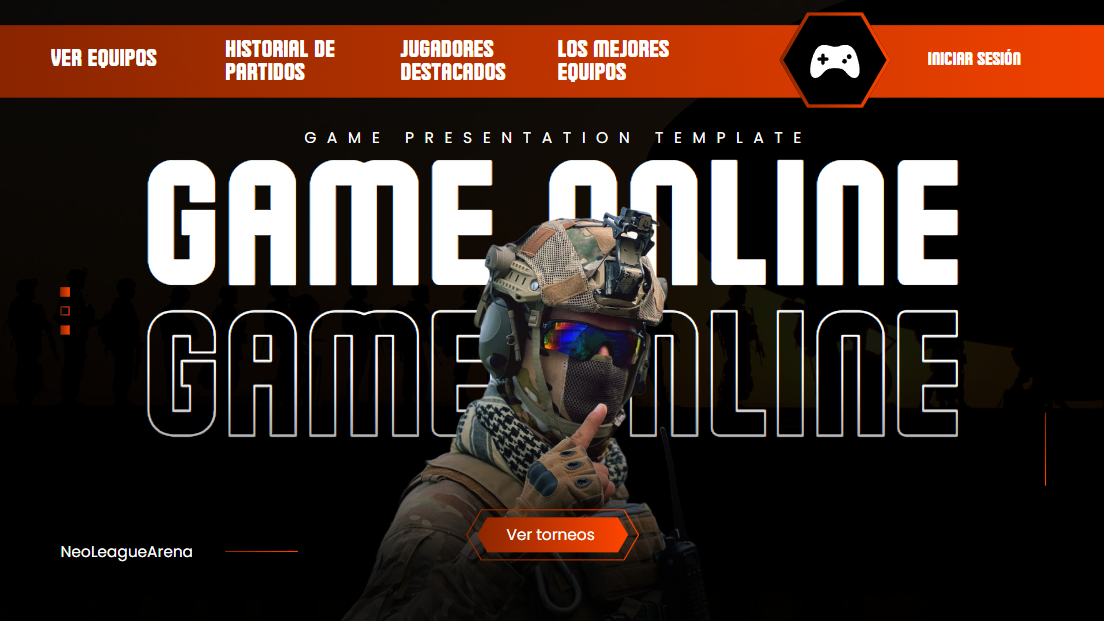 VER EQUIPOS
HISTORIAL DE
PARTIDOS
JUGADORES
DESTACADOS
LOS MEJORES
EQUIPOS
INICIAR SESIÓN
GAME PRESENTATION TEMPLATE
GAME ONLINE
GAME ONLINE
Ver torneos
NeoLeagueArena